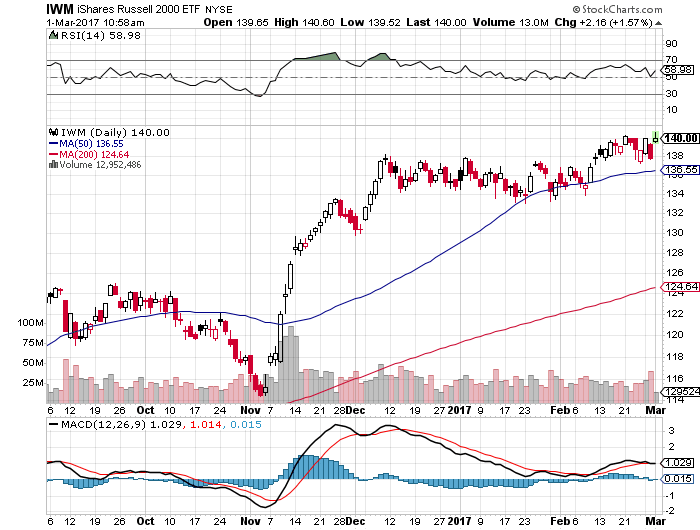 IWM iShares Russell 2000 ETF NYSE © StockCharts.com
1-Mar-2017 10:58am Open 139.65 High 140.60 Low 139.52 Last 140.00 Volume 13.0M Chg +2.16 (+1.57%)
RSI(14) 58.98
90
70
58.98
50
30
10
IWM (Daily) 140.00
MA(50) 136.55
MA(200) 124.64
Volume 12,952,486
140.00
138
136.55
134
132
130
128
126
124.64
122
120
118
116
114
100M
75M
50M
25M
6 12 19 26 Oct 10 17 24 Nov 7 14 21 28 Dec 12 19 27 2017 9 17 23 Feb 6 13 21 Mar
MACD(12,26,9) 1.029, 1.014, 0.015
3
2
1.029
0.015
6 12 19 26 Oct 10 17 24 Nov 7 14 21 28 Dec 12 19 27 2017 9 17 23 Feb 6 13 21 Mar